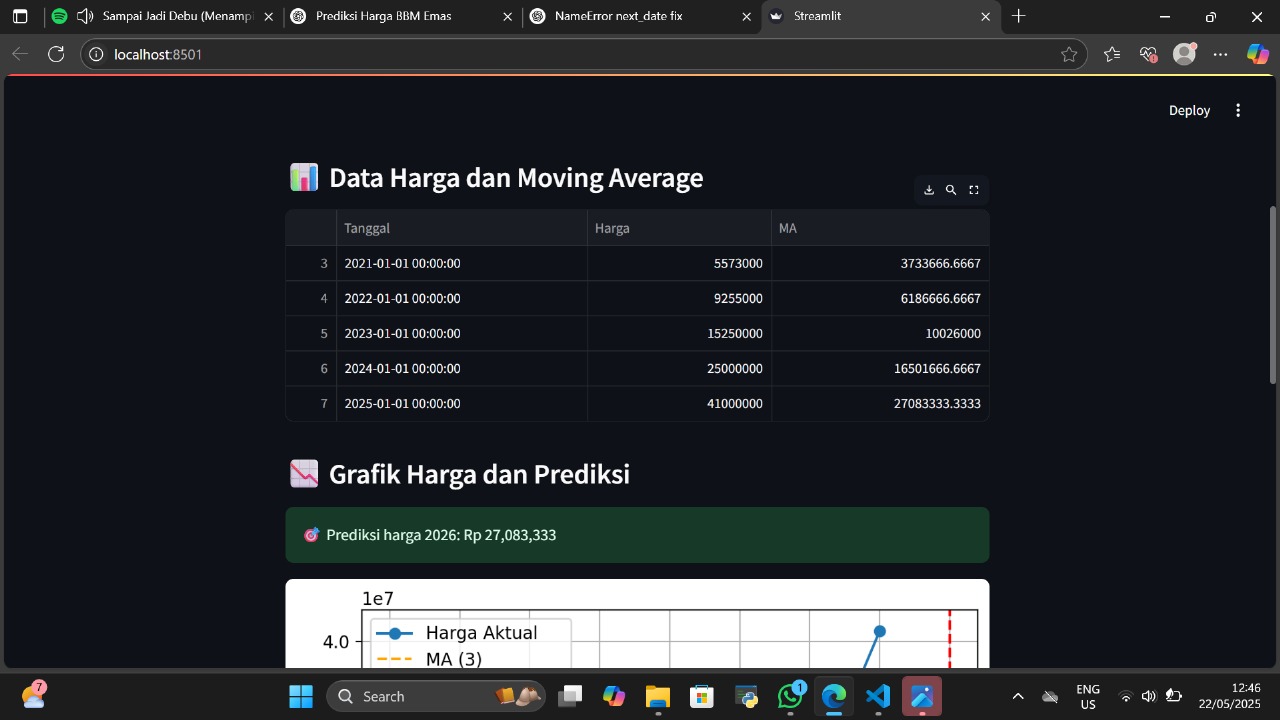 Sampai Jadi Debu (Menampi
Prediksi Harga BBM Emas
NameError next_date fix
Streamlit
localhost:8501
Deploy
Data Harga dan Moving Average
Tanggal Harga MA
3 2021-01-01 00:00:00 5573000 3733666.6667
4 2022-01-01 00:00:00 9255000 6186666.6667
5 2023-01-01 00:00:00 15250000 10026000
6 2024-01-01 00:00:00 25000000 16501666.6667
7 2025-01-01 00:00:00 41000000 27083333.3333
Grafik Harga dan Prediksi
Prediksi harga 2026: Rp 27,083,333
1e7
4.0
Harga Aktual
MA (3)
7
Search
1
ENG
US
12:46
22/05/2025